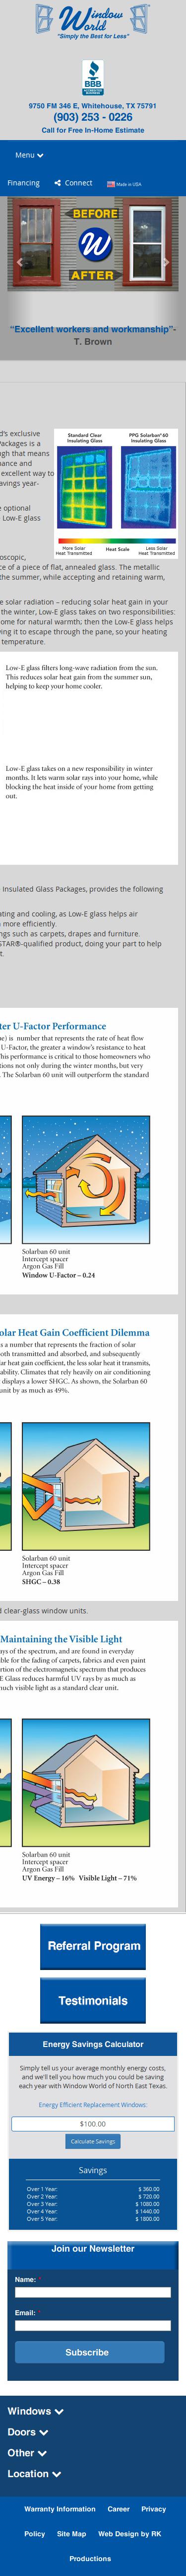 Window
World
"Simply the Best for Less"
BBB
9750 FM 346 E, Whitehouse, TX 75791
(903) 253 - 0226
Call for Free In-Home Estimate
Menu
Financing
Connect
Made in USA
BEFORE
W
AFTER
"Excellent workers and workmanship"-
T. Brown
d's exclusive
Packages is a
ugh that means
nance and
excellent way to
avings year-
e optional
Low-E glass
Standard Clear
Insulating Glass
PPG Solarban® 60
Insulating Glass
More Solar
Heat Transmitted
Heat Scale
Less Solar
Heat Transmitted
oscopic,
ce of a piece of flat, annealed glass. The metallic
the summer, while accepting and retaining warm,
e solar radiation – reducing solar heat gain in your
the winter, Low-E glass takes on two responsibilities:
ome for natural warmth; then the Low-E glass helps
ving it to escape through the pane, so your heating
temperature.
Low-E glass filters long-wave radiation from the sun.
This reduces solar heat gain from the summer sun,
helping to keep your home cooler.
Low-E glass takes on a new responsibility in winter
months. It lets warm solar rays into your home, while
blocking the heat inside of your home from getting
out.
Insulated Glass Packages, provides the following
ating and cooling, as Low-E glass helps air
more efficiently.
ngs such as carpets, drapes and furniture.
STAR®-qualified product, doing your part to help
t.
ter U-Factor Performance
e) is number that represents the rate of heat flow
U-Factor, the greater a window's resistance to heat
This performance is critical to those homeowners who
tions not only during the winter months, but very
The Solarban 60 unit will outperform the standard
Solarban 60 unit
Intercept spacer
Argon Gas Fill
Window U-Factor – 0.24
olar Heat Gain Coefficient Dilemma
s a number that represents the fraction of solar
oth transmitted and absorbed, and subsequently
lar heat gain coefficient, the less solar heat it transmits,
ability. Climates that rely heavily on air conditioning
displays a lower SHGC. As shown, the Solarban 60
unit by as much as 49%.
Solarban 60 unit
Intercept spacer
Argon Gas Fill
SHGC – 0.38
d clear-glass window units.
Maintaining the Visible Light
ays of the spectrum, and are found in everyday
ble for the fading of carpets, fabics and even paint
rtion of the electromagnetic spectrum that produces
E Glass reduces harmful UV rays by as much as
much visible light as a standard clear unit.
Solarban 60 unit
Intercept spacer
Argon Gas Fill
UV Energy – 16% Visible Light – 71%
Referral Program
Testimonials
Energy Savings Calculator
Simply tell us your average monthly energy costs,
and we'll tell you how much you could be saving
each year with Window World of North East Texas.
Energy Efficient Replacement Windows:
$100.00
Calculate Savings
Savings
Over 1 Year: $ 360.00
Over 2 Year: $ 720.00
Over 3 Year: $ 1080.00
Over 4 Year: $ 1440.00
Over 5 Year: $ 1800.00
Join our Newsletter
Name:
Email:
Subscribe
Windows
Doors
Other
Location
Warranty Information Career Privacy
Policy Site Map Web Design by RK
Productions